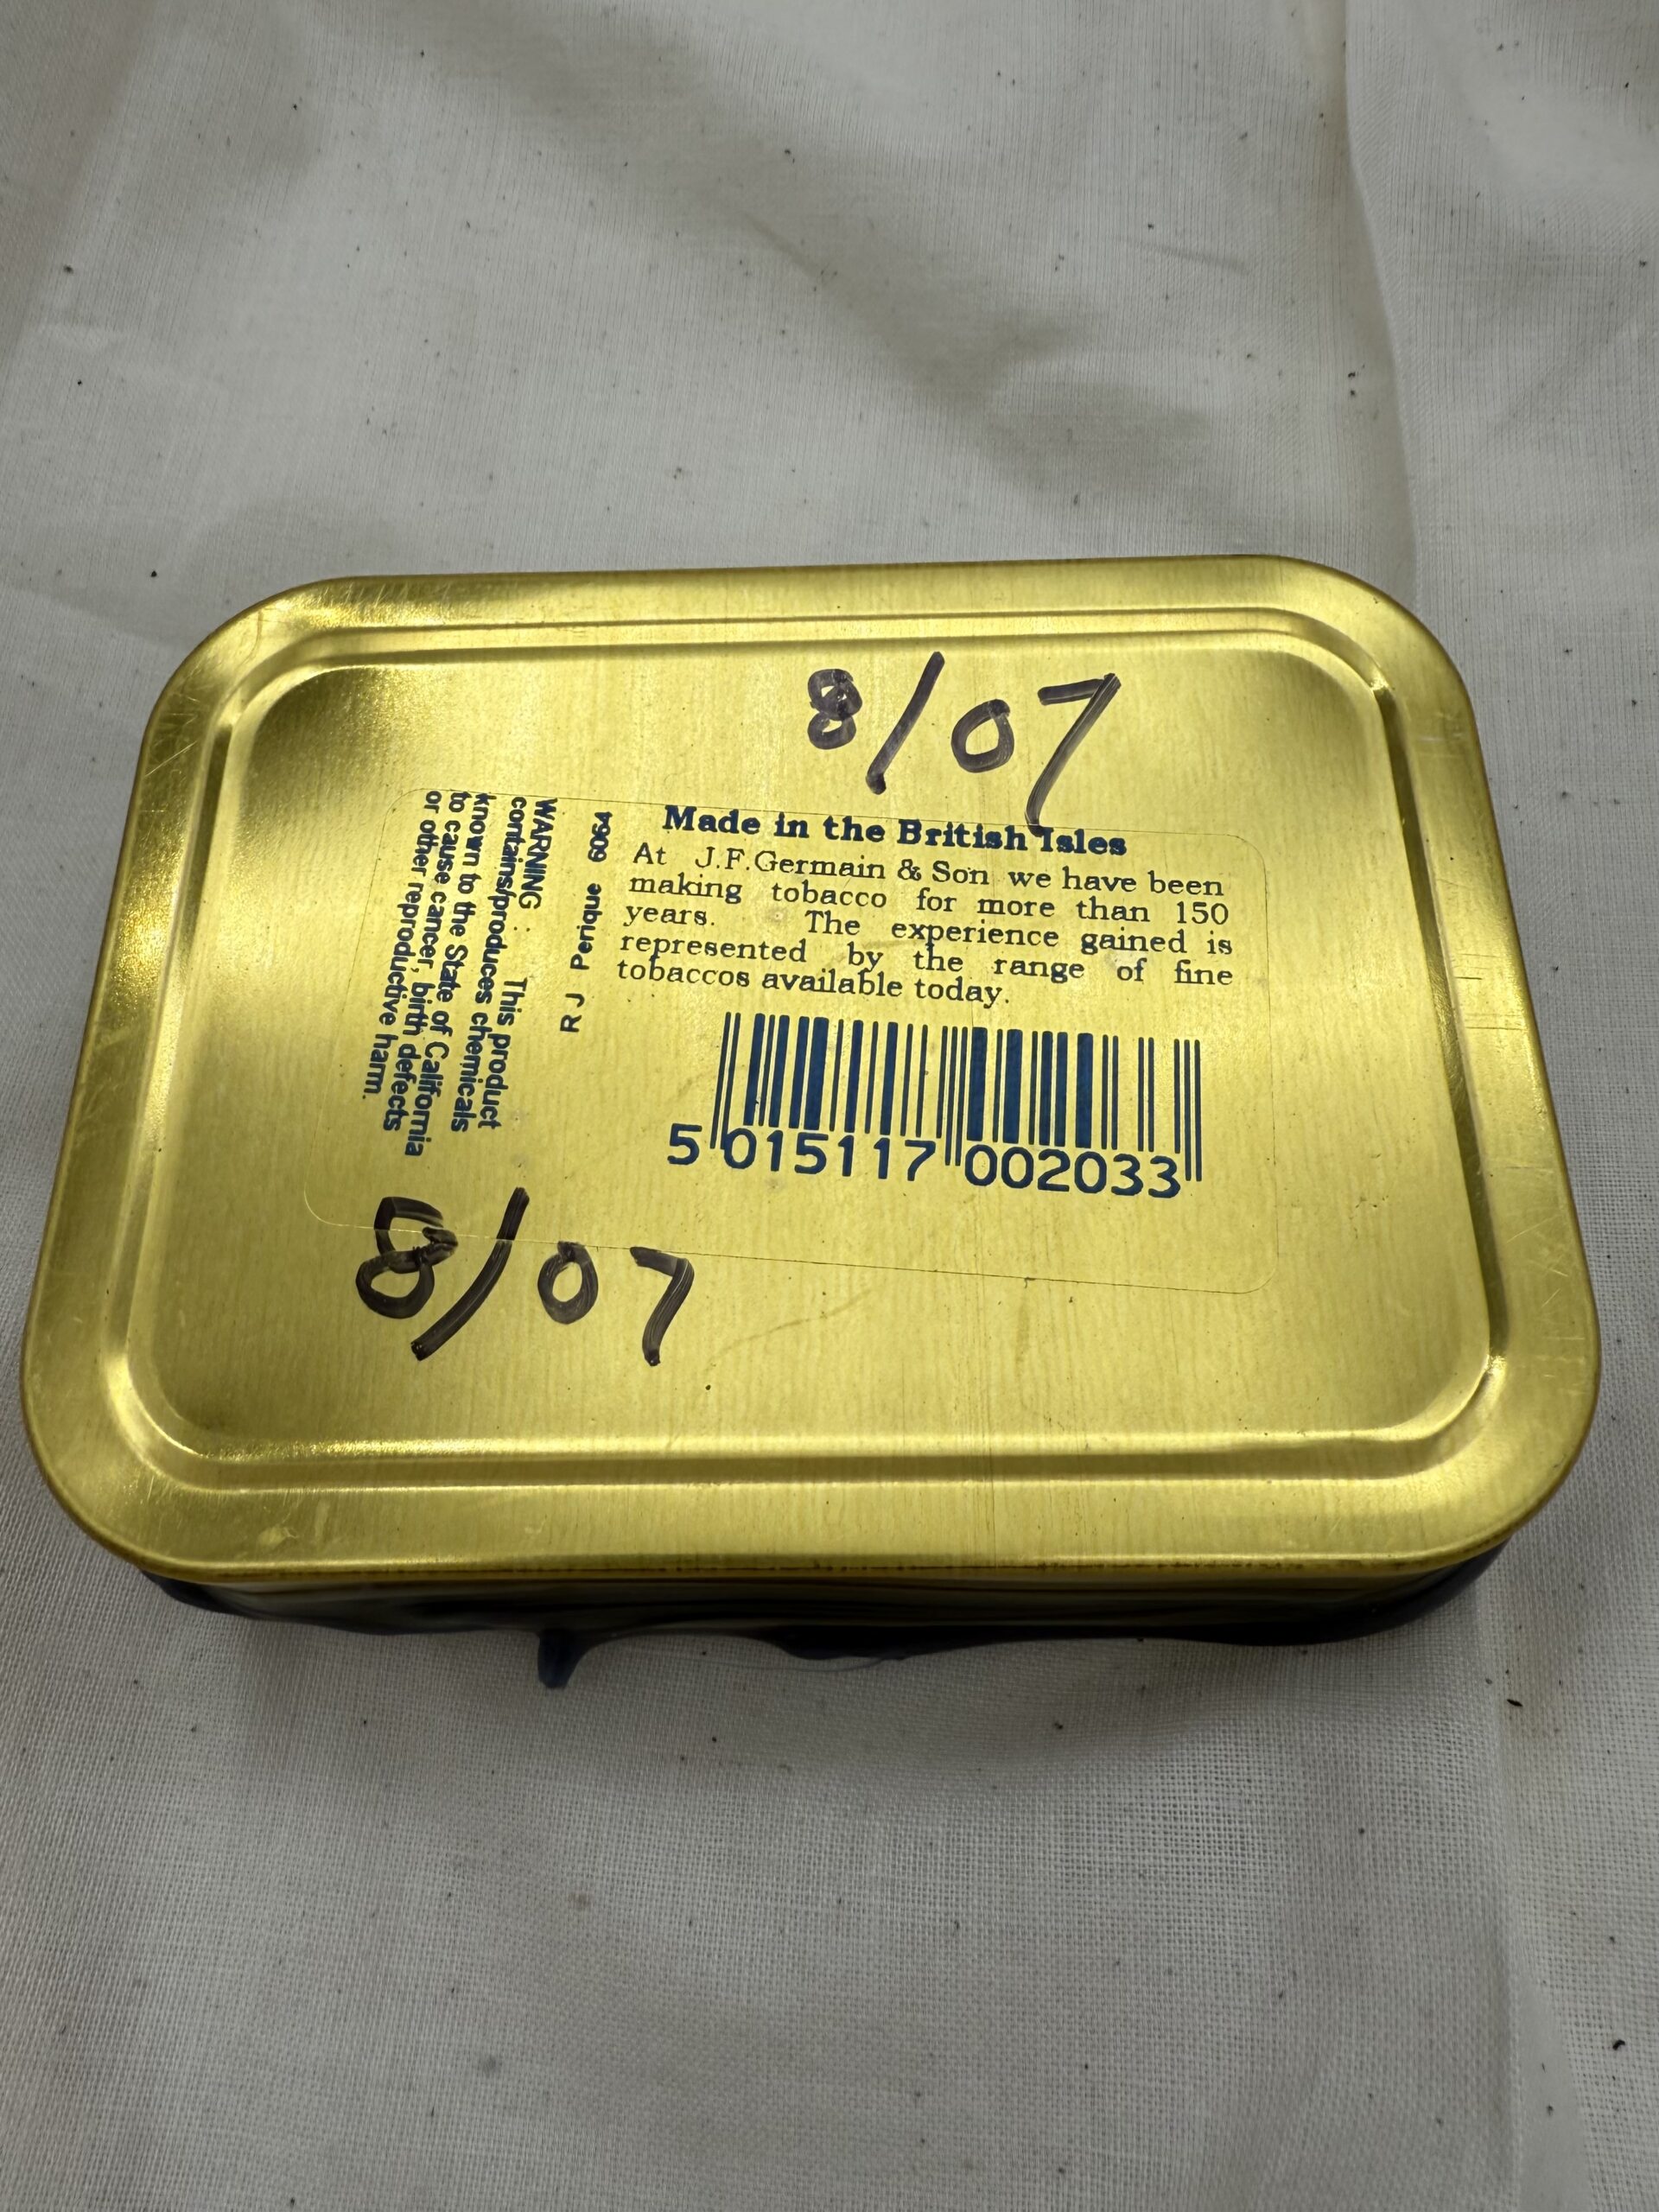 8/07
Made in the British Isles
At J.F.Germain & Son we have been
making tobacco for more than 150
years. The experience gained is
represented by the range of fine
tobaccos available today.
5 015117 002033
R J Perique 6064
WARNING : This product
contains/produces chemicals
known to the State of California
to cause cancer, birth defects
or other reproductive harm.
8/07